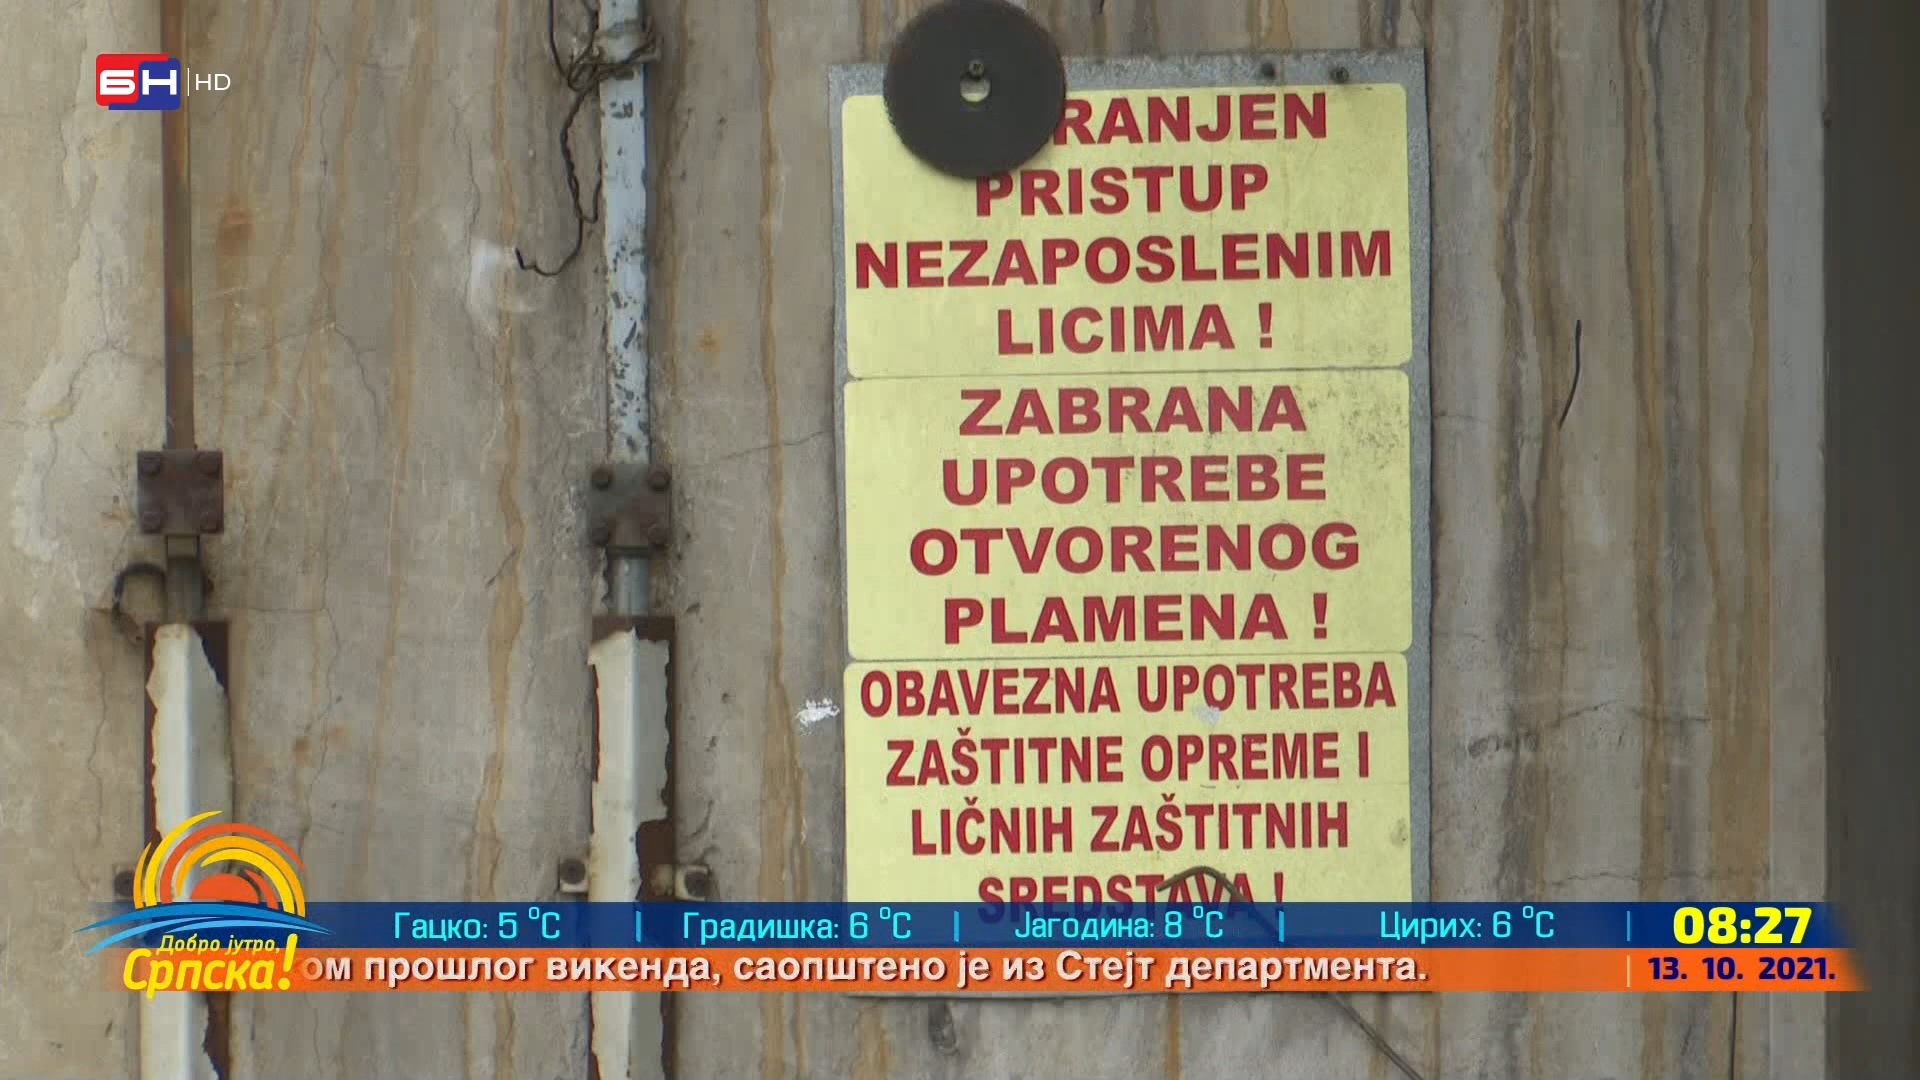 БН HD
RANJEN
PRISTUP
NEZAPOSLENIM
LICIMA !
ZABRANA
UPOTREBE
OTVORENOG
PLAMENA !
OBAVEZNA UPOTREBA
ZAŠTITNE OPREME I
LIČNIH ZAŠTITNIH
SREDSTAVA !
Гацко: 5 °C | Градишка: 6 °C | Јагодина: 8 °C | Цирих: 6 °C | 08:27
Добро јутро,
Српска!
ом прошлог викенда, саопштено је из Стејт департмента. | 13. 10. 2021.